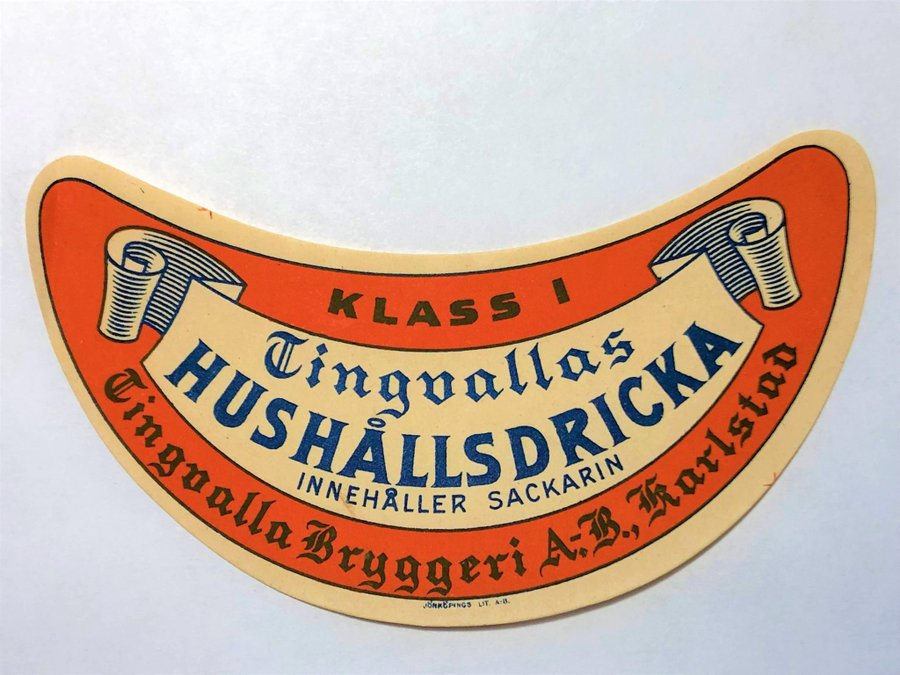 KLASS I
Tingvallas
HUSHÅLLSDRICKA
INNEHÅLLER SACKARIN
Tingvalla Bryggeri A.-B., Karlstad
JÖNKÖPINGS LIT. A.-B.